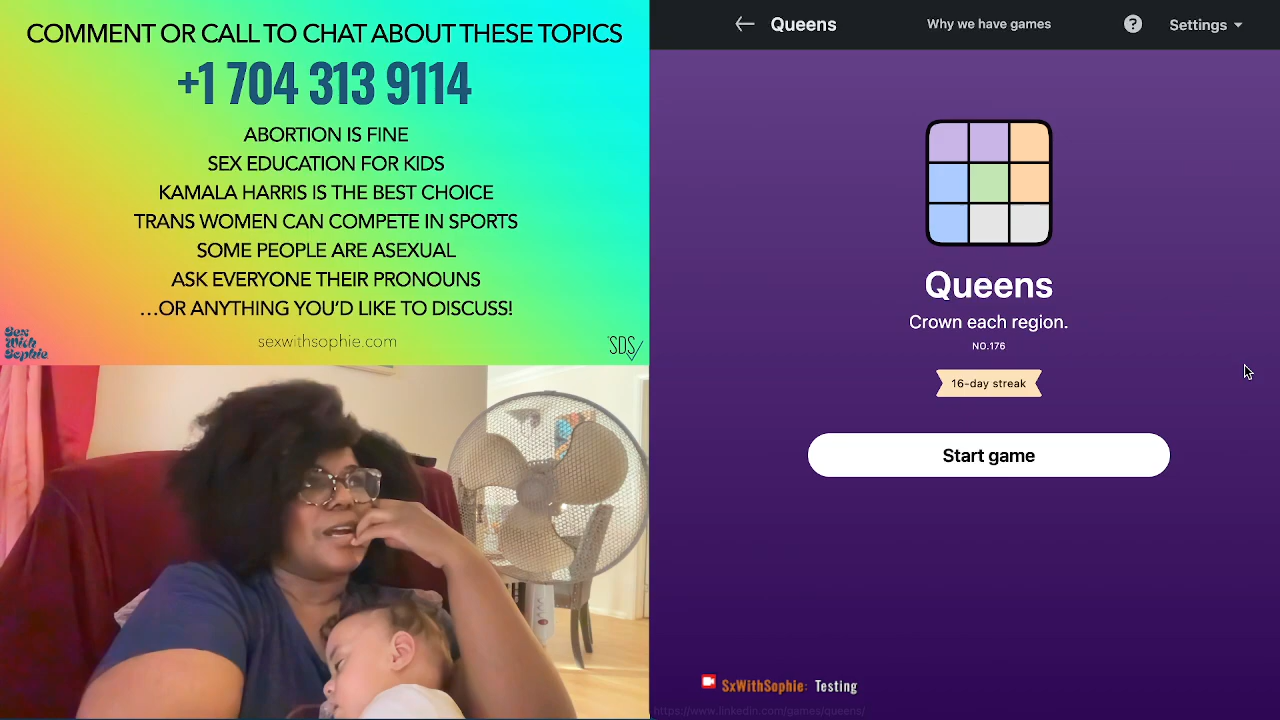 COMMENT OR CALL TO CHAT ABOUT THESE TOPICS
+1 704 313 9114
ABORTION IS FINE
SEX EDUCATION FOR KIDS
KAMALA HARRIS IS THE BEST CHOICE
TRANS WOMEN CAN COMPETE IN SPORTS
SOME PEOPLE ARE ASEXUAL
ASK EVERYONE THEIR PRONOUNS
…OR ANYTHING YOU'D LIKE TO DISCUSS!
sexwithsophie.com
Sex
With
Sophie
SDS
Queens
Why we have games
?
Settings
Queens
Crown each region.
NO.176
16-day streak
Start game
SxWithSophie: Testing
https://www.linkedin.com/games/queens/